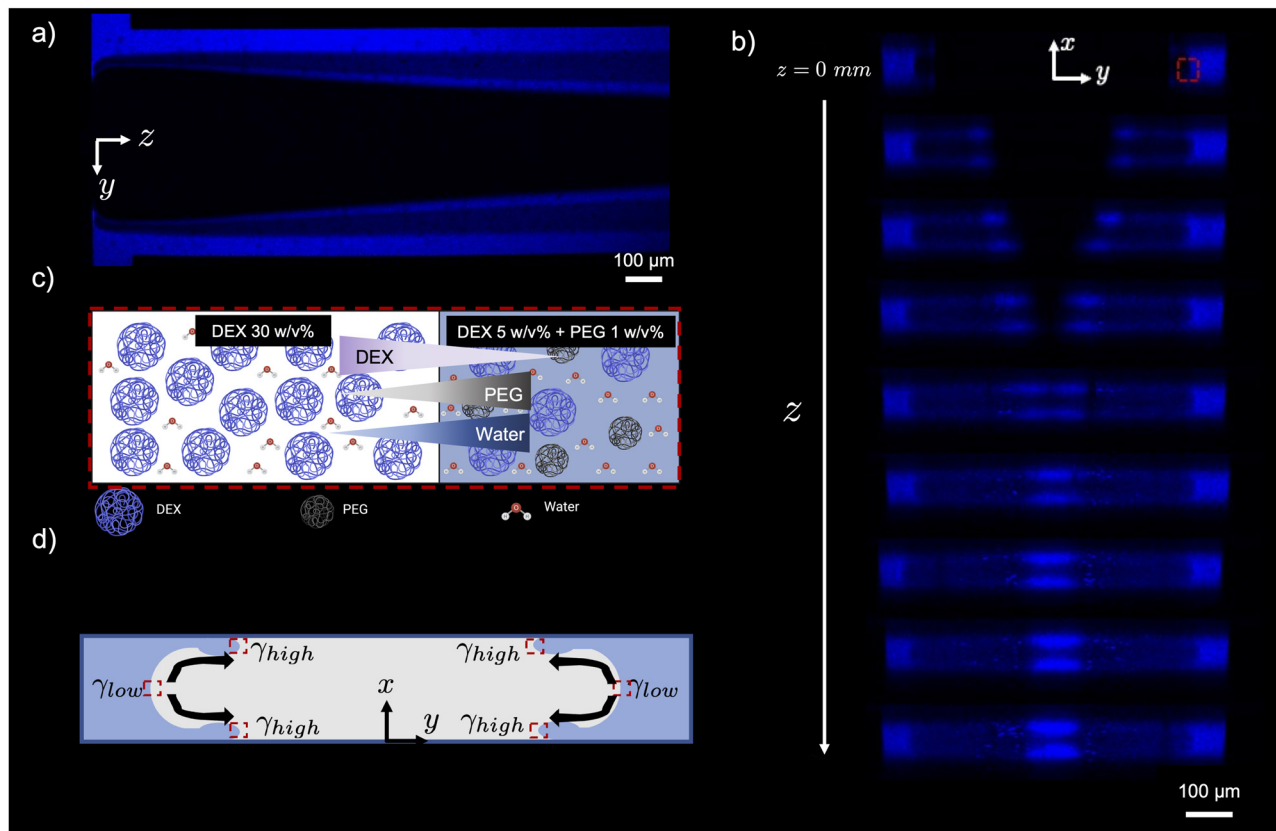 a)
z
y
100 μm
b)
z = 0 mm
x
y
z
100 μm
c)
DEX 30 w/v%
DEX 5 w/v% + PEG 1 w/v%
DEX
PEG
Water
DEX
PEG
Water
d)
γhigh
γhigh
γlow
γlow
γhigh
γhigh
x
y